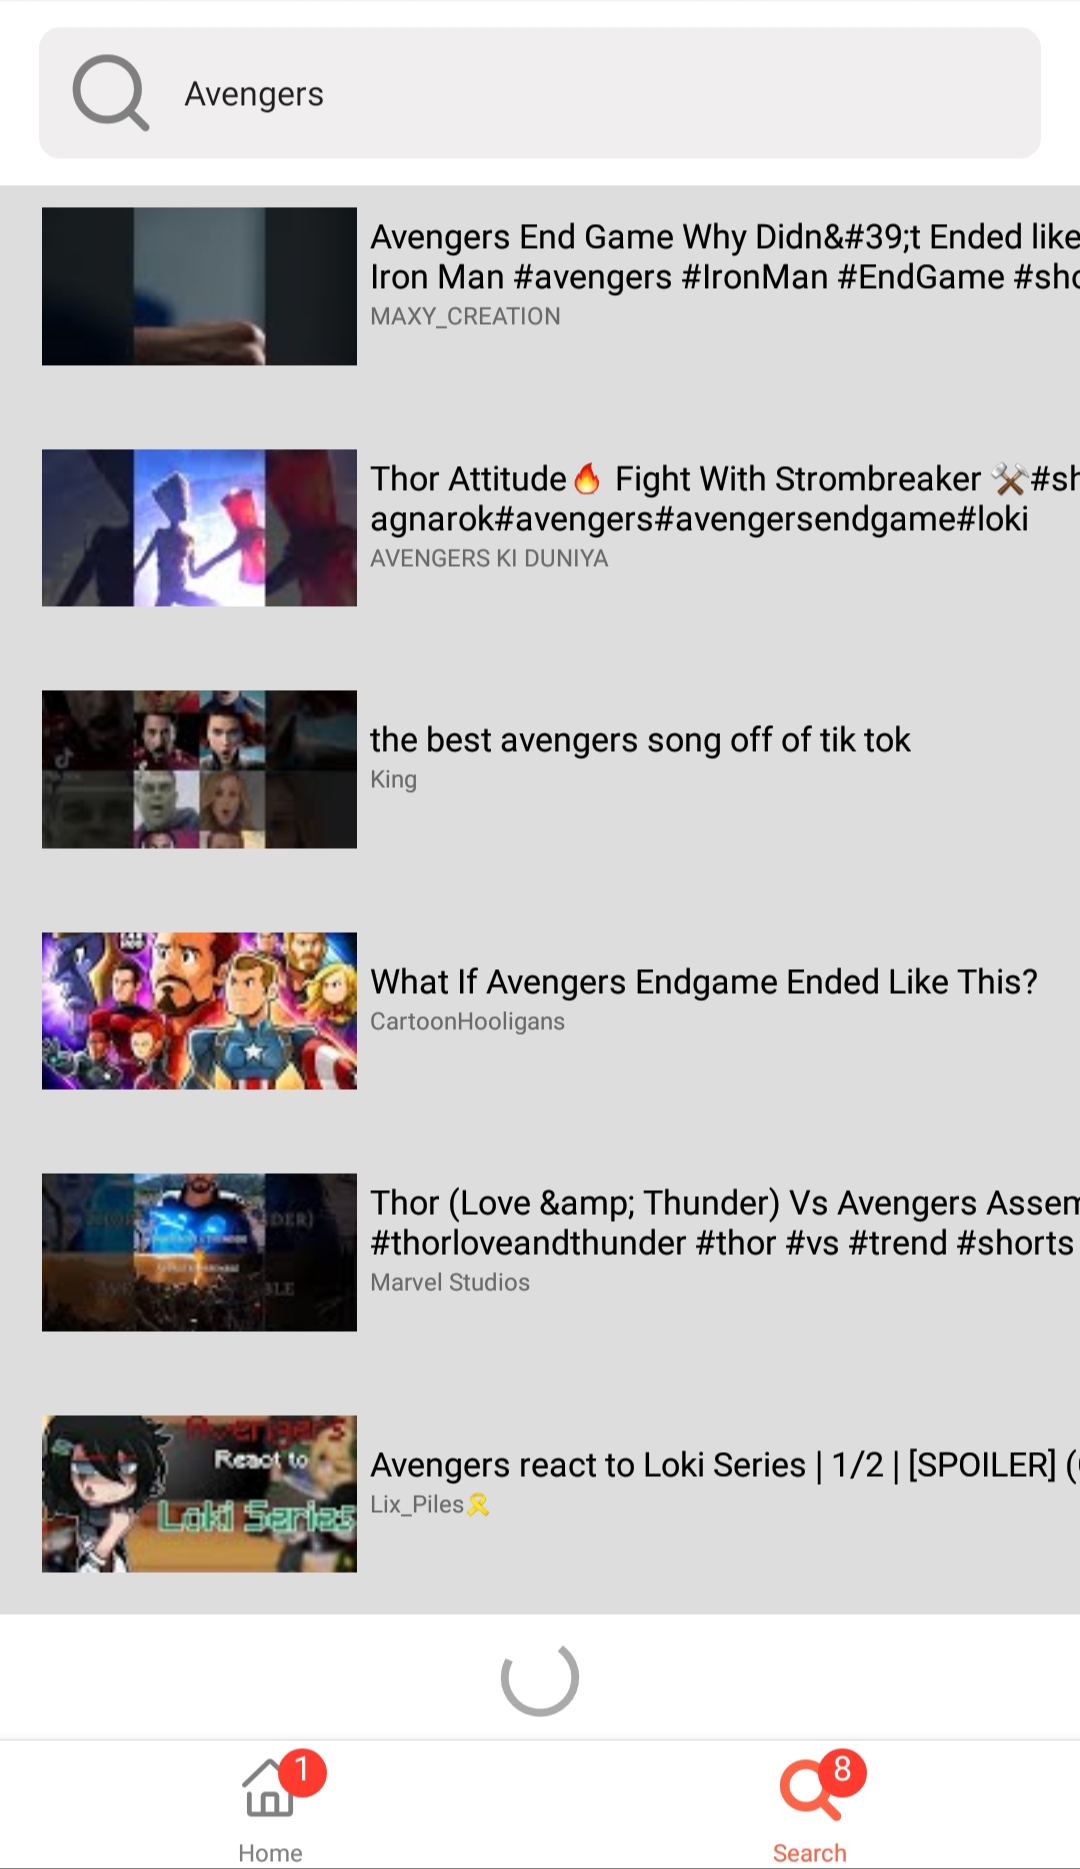 Avengers
Avengers End Game Why Didn&#39;t Ended like
Iron Man #avengers #IronMan #EndGame #sho
MAXY_CREATION
Thor Attitude🔥 Fight With Strombreaker ⚒️#sh
agnarok#avengers#avengersendgame#loki
AVENGERS KI DUNIYA
the best avengers song off of tik tok
King
What If Avengers Endgame Ended Like This?
CartoonHooligans
Thor (Love &amp; Thunder) Vs Avengers Assem
#thorloveandthunder #thor #vs #trend #shorts
Marvel Studios
Avengers
React to
Loki Series
Avengers react to Loki Series | 1/2 | [SPOILER] (
Lix_Piles🎗️
1
8
Home
Search